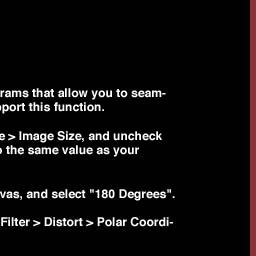 rams that allow you to seam-
port this function.
e > Image Size, and uncheck
the same value as your
vas, and select "180 Degrees".
Filter > Distort > Polar Coordi-